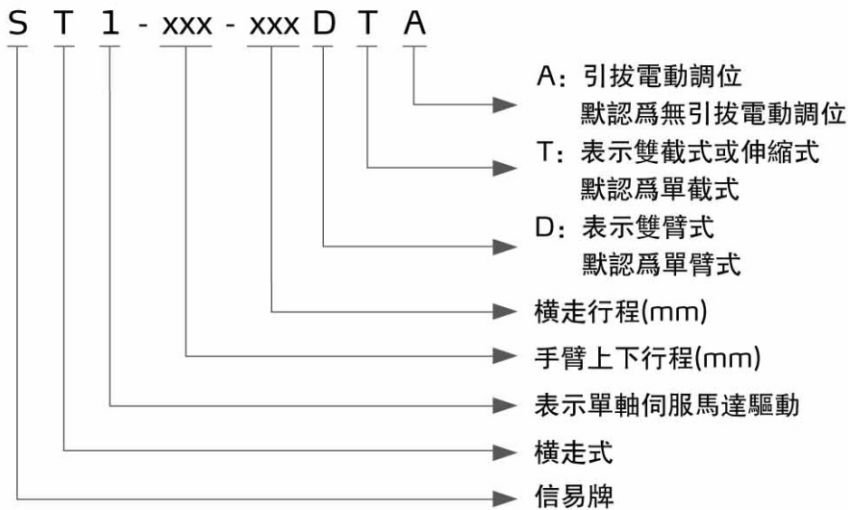 S T 1 - xxx - xxx D T A
A: 引拔電動調位
默認爲無引拔電動調位
T: 表示雙截式或伸縮式
默認爲單截式
D: 表示雙臂式
默認爲單臂式
橫走行程(mm)
手臂上下行程(mm)
表示單軸伺服馬達驅動
橫走式
信易牌